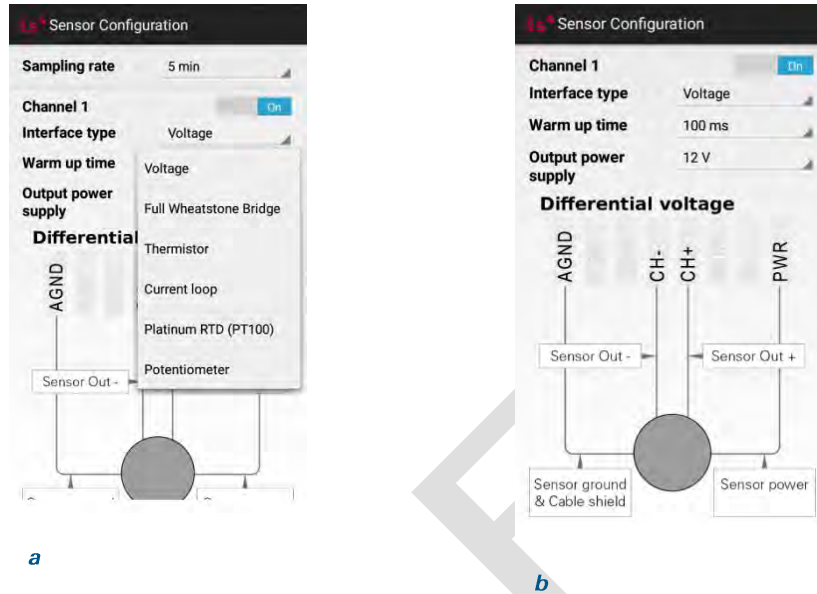 Sensor Configuration
Sampling rate 5 min
Channel 1 On
Interface type Voltage
Warm up time
Output power
supply
Voltage
Full Wheatstone Bridge
Thermistor
Current loop
Platinum RTD (PT100)
Potentiometer
Differential
AGND
Sensor Out -
a
Sensor Configuration
Channel 1 On
Interface type Voltage
Warm up time 100 ms
Output power 12 V
supply
Differential voltage
AGND CH- CH+ PWR
Sensor Out - Sensor Out +
Sensor ground
& Cable shield
Sensor power
b